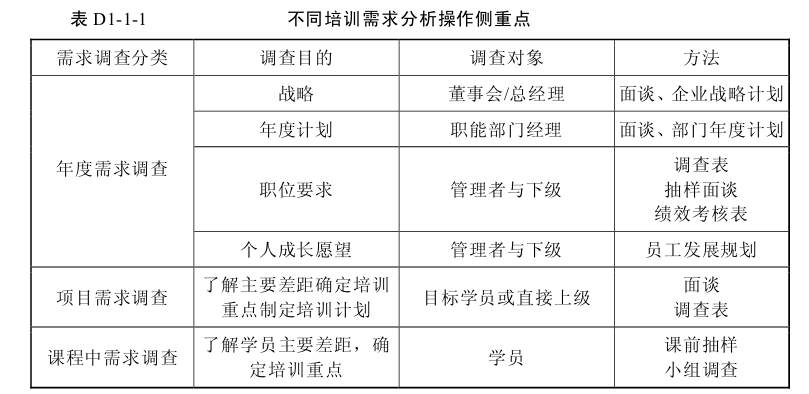 表 D1-1-1 不同培训需求分析操作侧重点
需求调查分类 调查目的 调查对象 方法
年度需求调查
战略 董事会/总经理 面谈、企业战略计划
年度计划 职能部门经理 面谈、部门年度计划
职位要求 管理者与下级
调查表
抽样面谈
绩效考核表
个人成长愿望 管理者与下级 员工发展规划
项目需求调查
了解主要差距确定培训
重点制定培训计划
目标学员或直接上级
面谈
调查表
课程中需求调查
了解学员主要差距，确
定培训重点
学员
课前抽样
小组调查